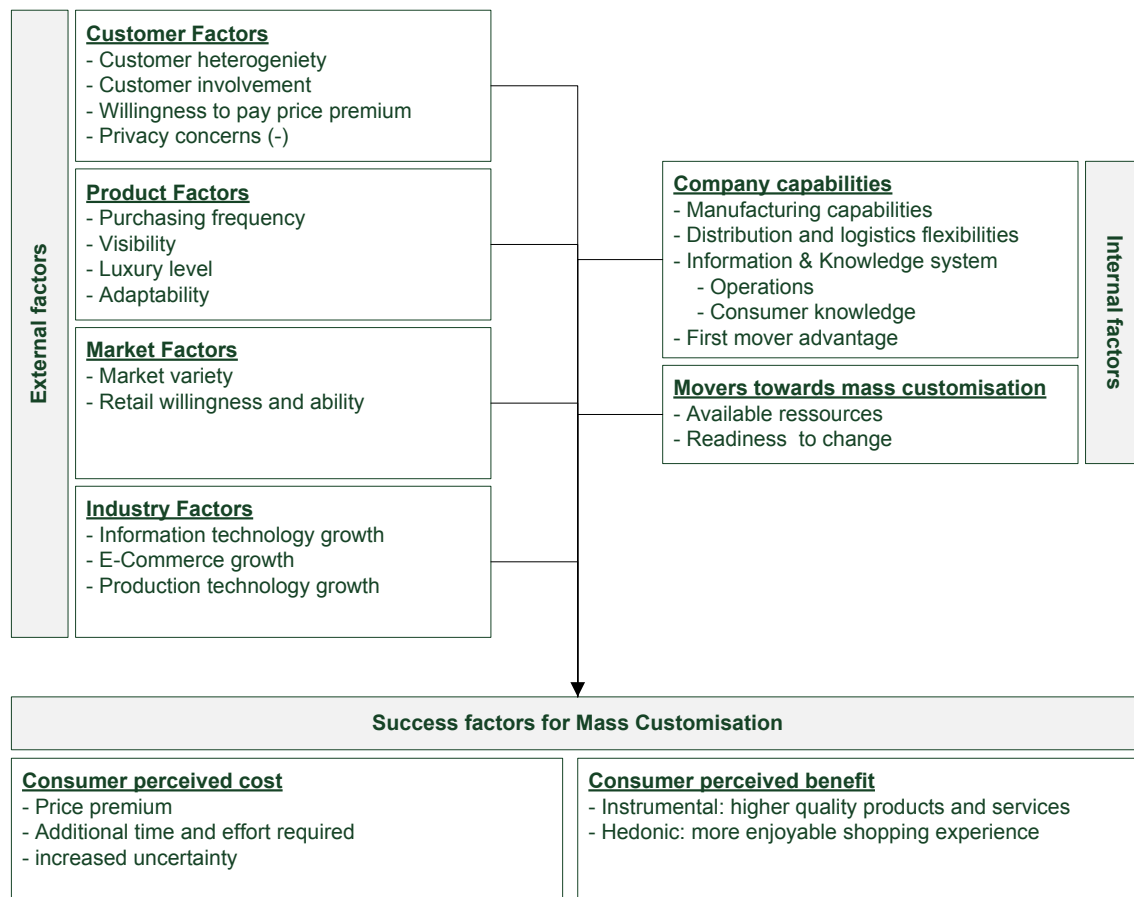 External factors
Customer Factors
- Customer heterogeniety
- Customer involvement
- Willingness to pay price premium
- Privacy concerns (-)
Product Factors
- Purchasing frequency
- Visibility
- Luxury level
- Adaptability
Market Factors
- Market variety
- Retail willingness and ability
Industry Factors
- Information technology growth
- E-Commerce growth
- Production technology growth
Company capabilities
- Manufacturing capabilities
- Distribution and logistics flexibilities
- Information & Knowledge system
- Operations
- Consumer knowledge
- First mover advantage
Movers towards mass customisation
- Available ressources
- Readiness to change
Internal factors
Success factors for Mass Customisation
Consumer perceived cost
- Price premium
- Additional time and effort required
- increased uncertainty
Consumer perceived benefit
- Instrumental: higher quality products and services
- Hedonic: more enjoyable shopping experience